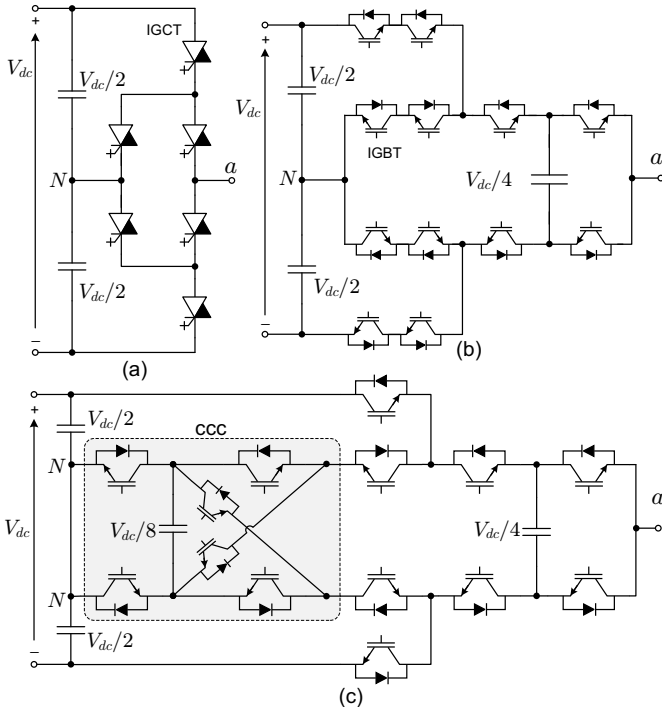 +
IGCT
V_dc
V_dc/2
N
a
V_dc/2
−
(a)
+
V_dc/2
V_dc
IGBT
N
V_dc/4
a
V_dc/2
−
(b)
+
V_dc/2
CCC
N
V_dc
V_dc/8
V_dc/4
a
N
V_dc/2
−
(c)